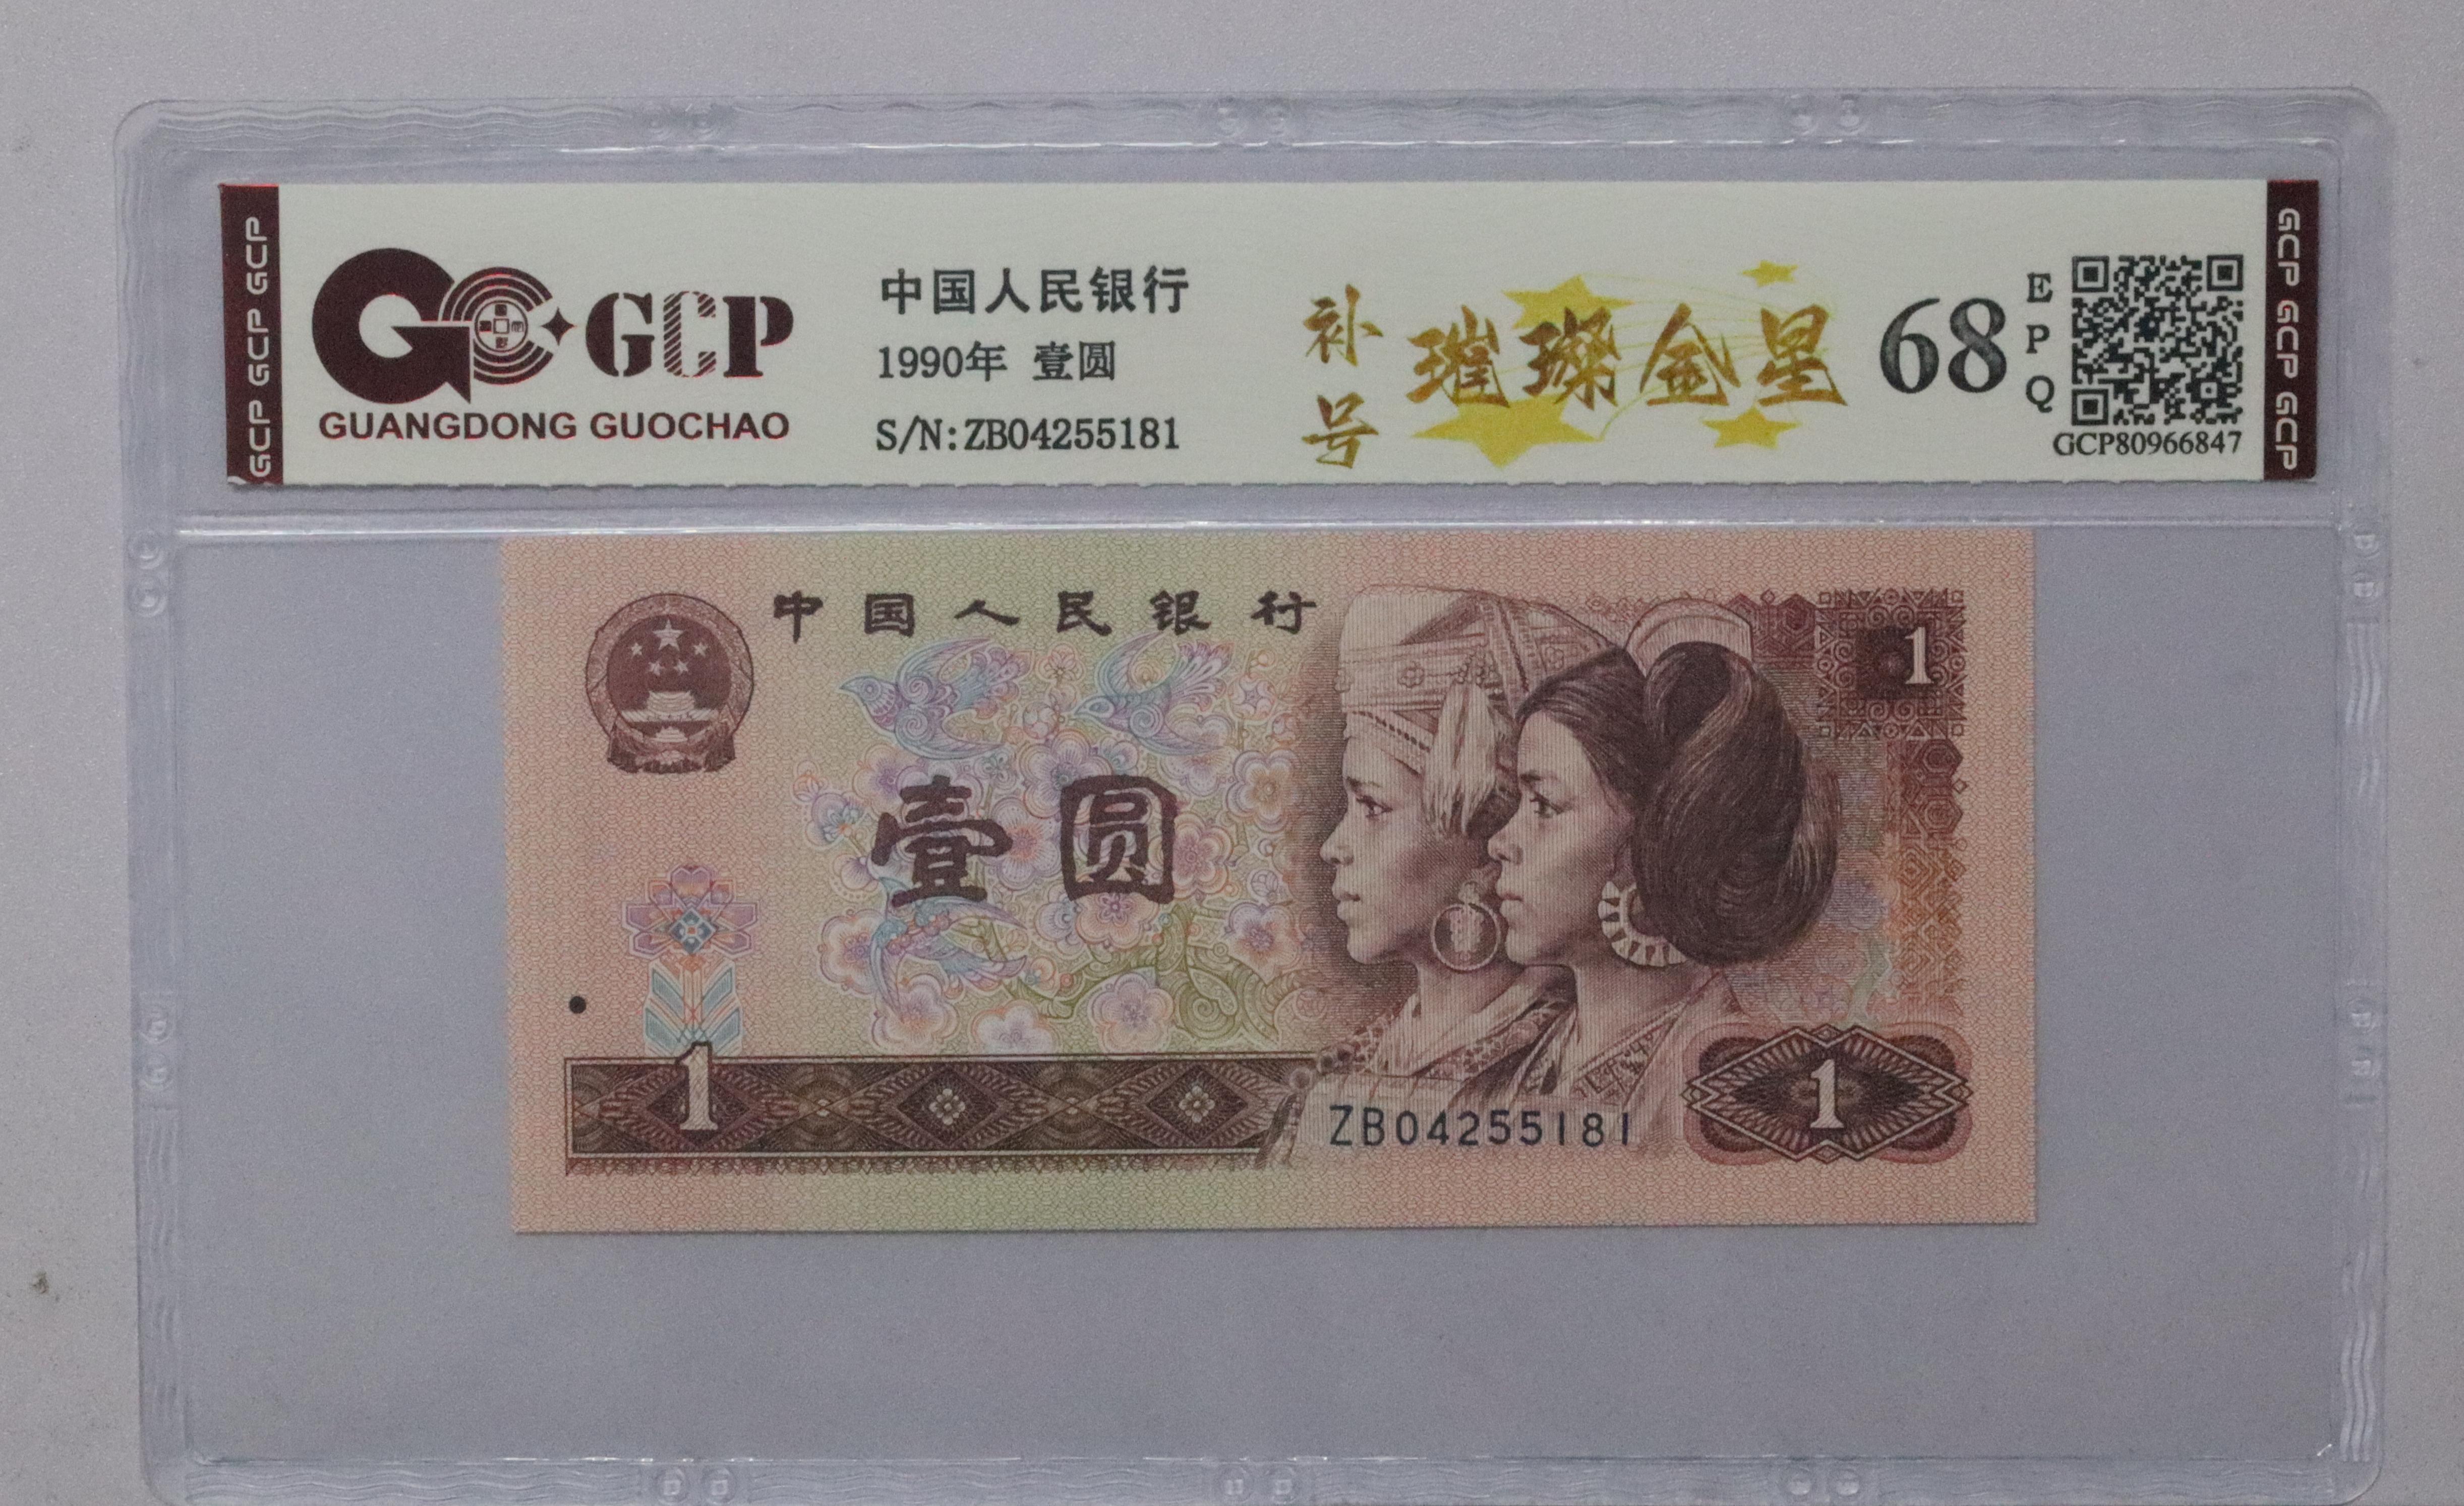 GCP GCP GCP
GCP
GUANGDONG GUOCHAO
中国人民银行
1990年 壹圆
S/N:ZB04255181
补号
璀璨金星
68
EPQ
GCP80966847
GCP GCP GCP
中国人民银行
1
壹圆
1
ZB04255181
1